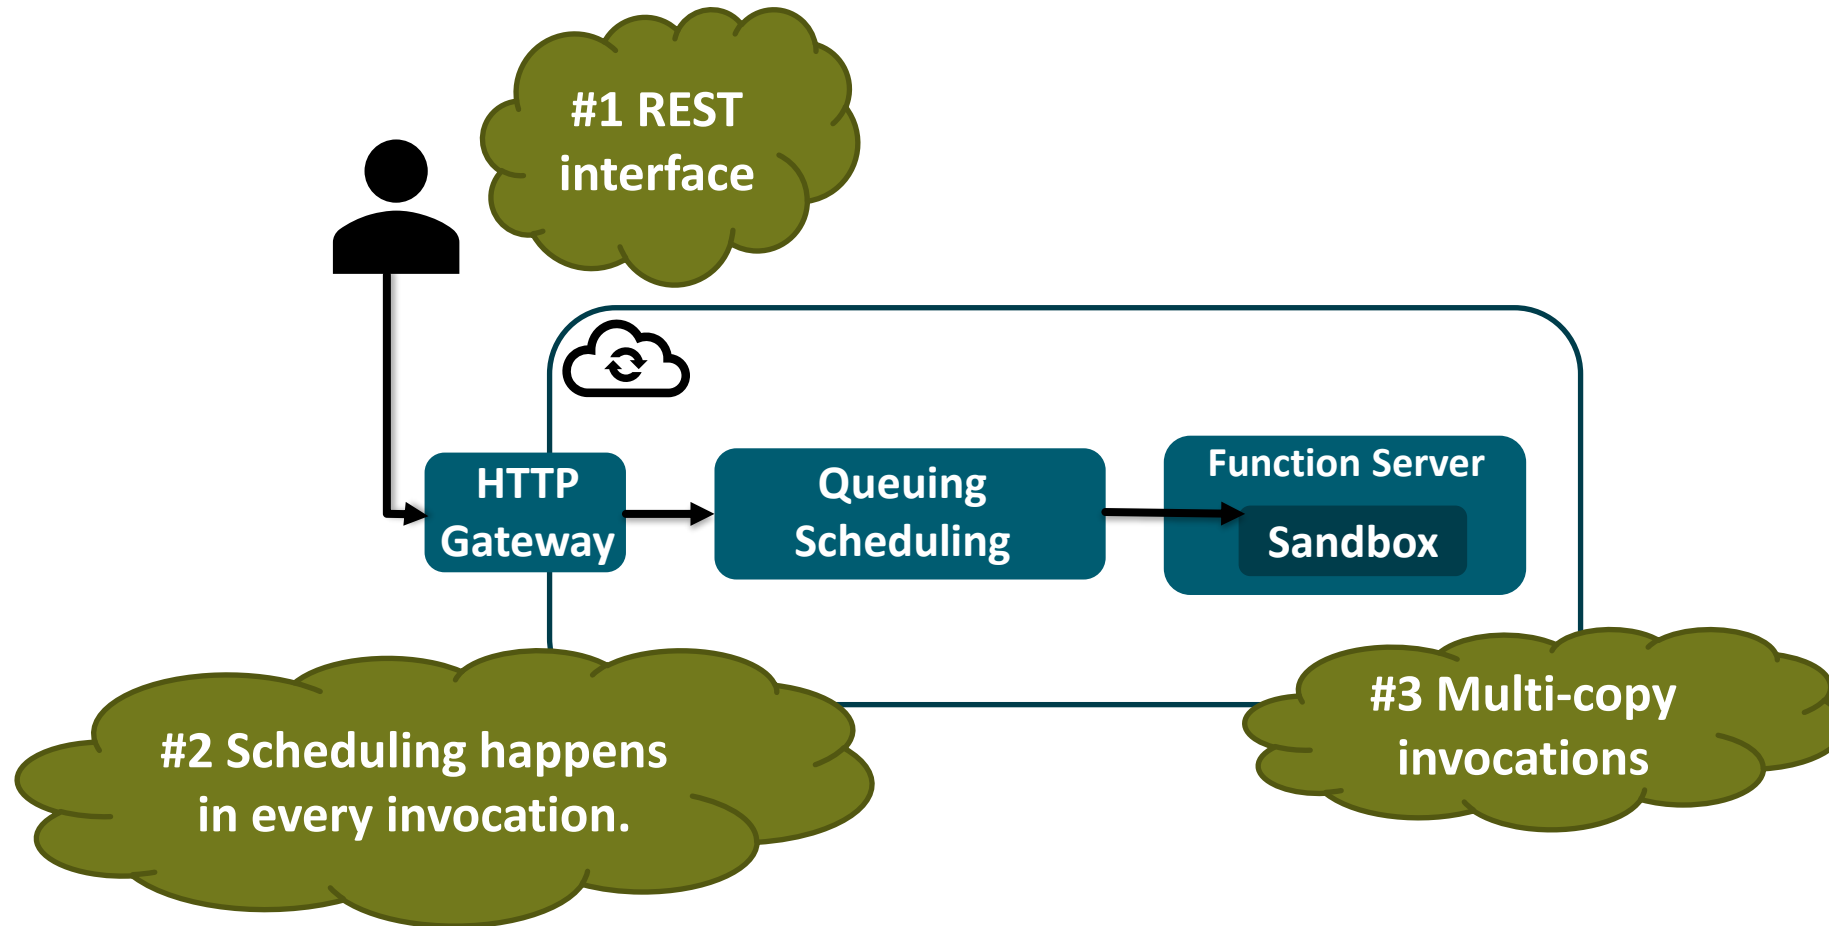 #1 REST
interface
HTTP
Gateway
Queuing
Scheduling
Function Server
Sandbox
#2 Scheduling happens
in every invocation.
#3 Multi-copy
invocations